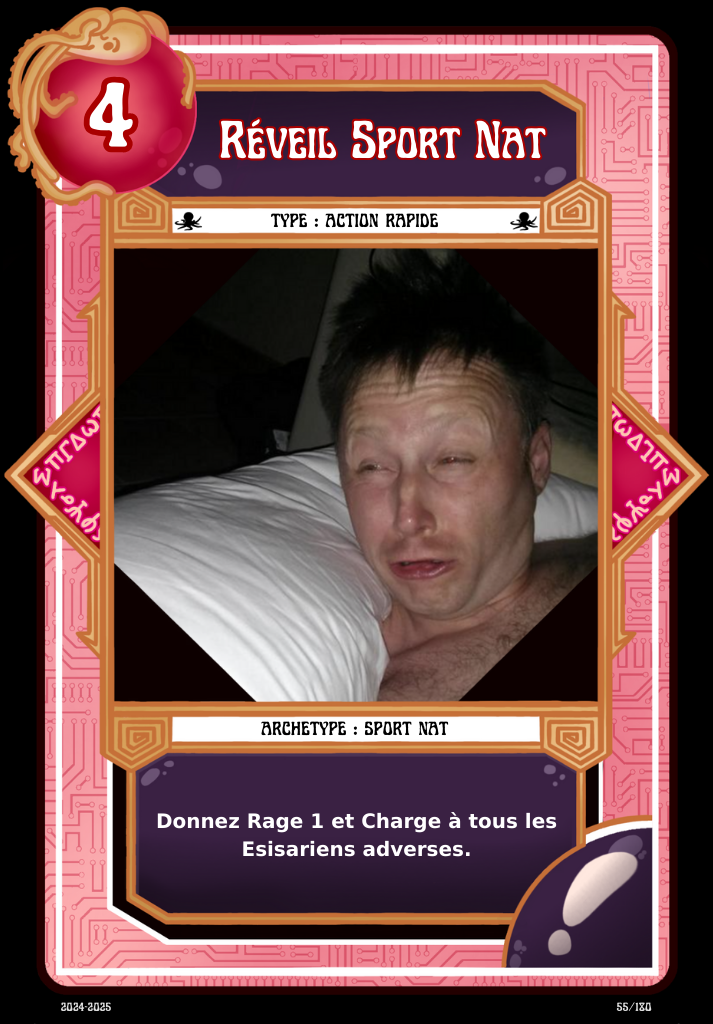 4
RÉVEIL SPORT NAT
TYPE : ACTION RAPIDE
ARCHETYPE : SPORT NAT
Donnez Rage 1 et Charge à tous les
Esisariens adverses.
2024-2025
55/180